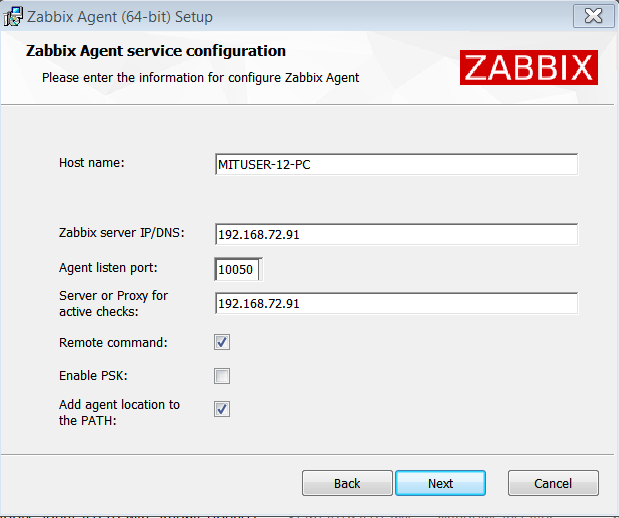 Zabbix Agent (64-bit) Setup
Zabbix Agent service configuration
Please enter the information for configure Zabbix Agent
ZABBIX
Host name:
MITUSER-12-PC
Zabbix server IP/DNS:
192.168.72.91
Agent listen port:
10050
Server or Proxy for
active checks:
192.168.72.91
Remote command:
Enable PSK:
Add agent location to
the PATH:
Back
Next
Cancel